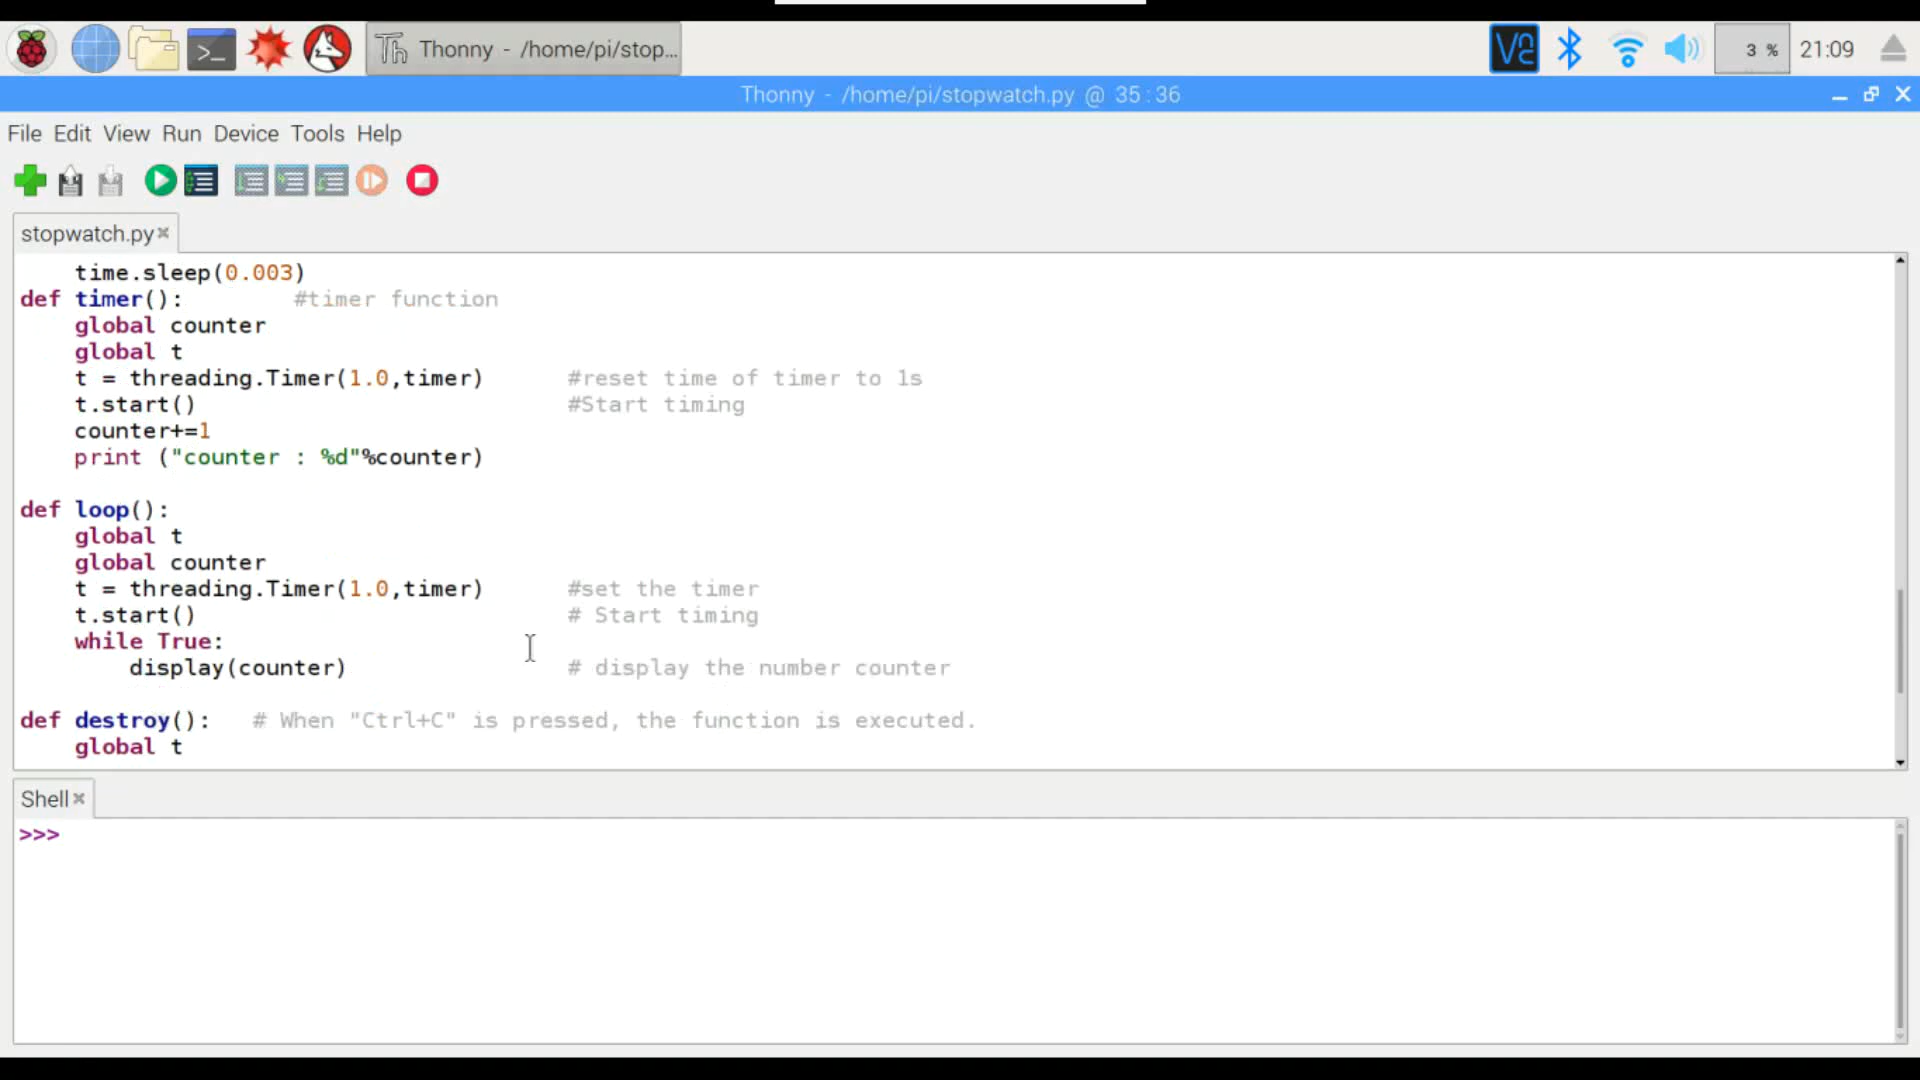 Thonny - /home/pi/stop...
3 %
21:09
Thonny - /home/pi/stopwatch.py @ 35:36
File Edit View Run Device Tools Help
stopwatch.py
time.sleep(0.003)
def timer(): #timer function
global counter
global t
t = threading.Timer(1.0,timer) #reset time of timer to 1s
t.start() #Start timing
counter+=1
print ("counter : %d"%counter)
def loop():
global t
global counter
t = threading.Timer(1.0,timer) #set the timer
t.start() # Start timing
while True:
display(counter) # display the number counter
def destroy(): # When "Ctrl+C" is pressed, the function is executed.
global t
Shell
>>>